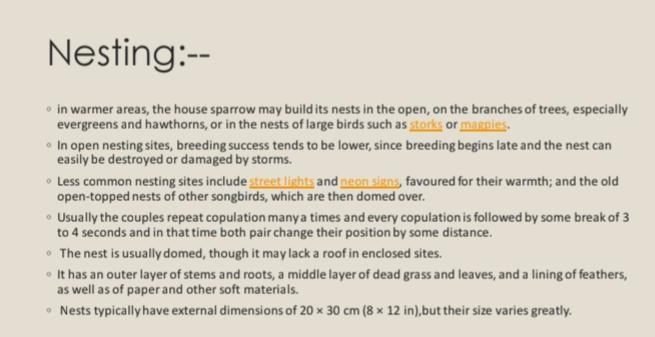 Nesting:--
◦ in warmer areas, the house sparrow may build its nests in the open, on the branches of trees, especially
evergreens and hawthorns, or in the nests of large birds such as storks or magpies.
◦ In open nesting sites, breeding success tends to be lower, since breeding begins late and the nest can
easily be destroyed or damaged by storms.
◦ Less common nesting sites include street lights and neon signs, favoured for their warmth; and the old
open-topped nests of other songbirds, which are then domed over.
◦ Usually the couples repeat copulation many a times and every copulation is followed by some break of 3
to 4 seconds and in that time both pair change their position by some distance.
◦ The nest is usually domed, though it may lack a roof in enclosed sites.
◦ It has an outer layer of stems and roots, a middle layer of dead grass and leaves, and a lining of feathers,
as well as of paper and other soft materials.
◦ Nests typically have external dimensions of 20 × 30 cm (8 × 12 in),but their size varies greatly.